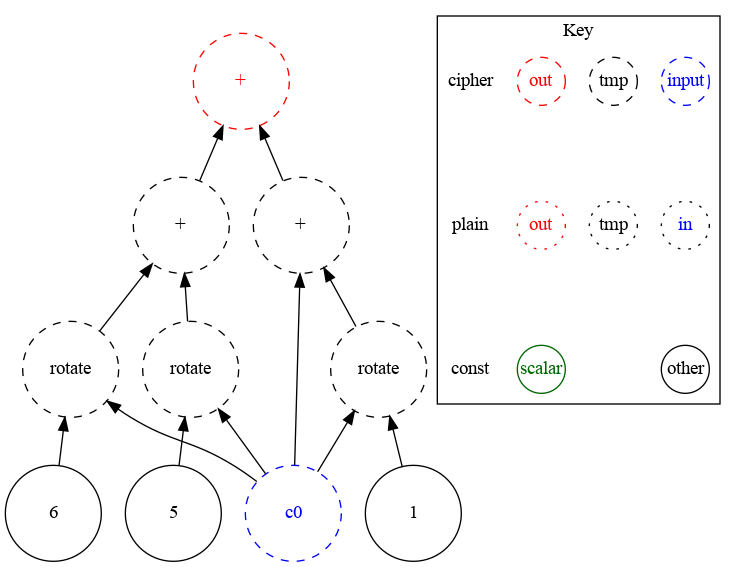 +
+
+
rotate
rotate
rotate
6
5
c0
1
Key
cipher out tmp input
plain out tmp in
const scalar other